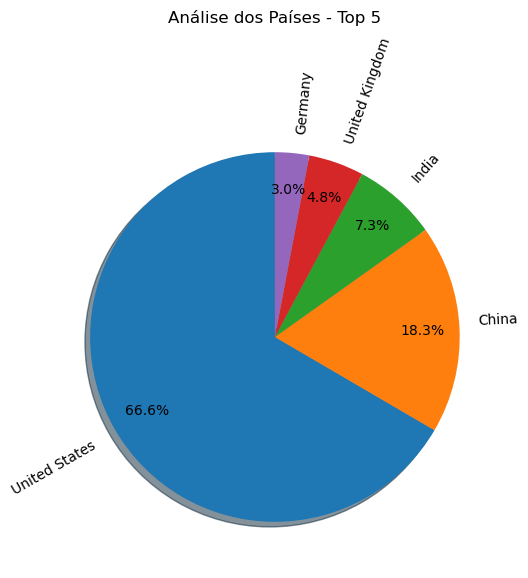 Análise dos Países - Top 5
Germany
United Kingdom
India
China
United States
3.0%
4.8%
7.3%
18.3%
66.6%